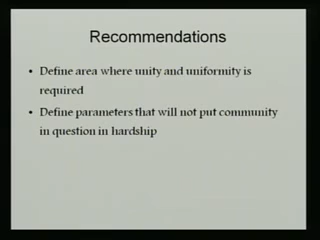 Recommendations
• Define area where unity and uniformity is
required
• Define parameters that will not put community
in question in hardship